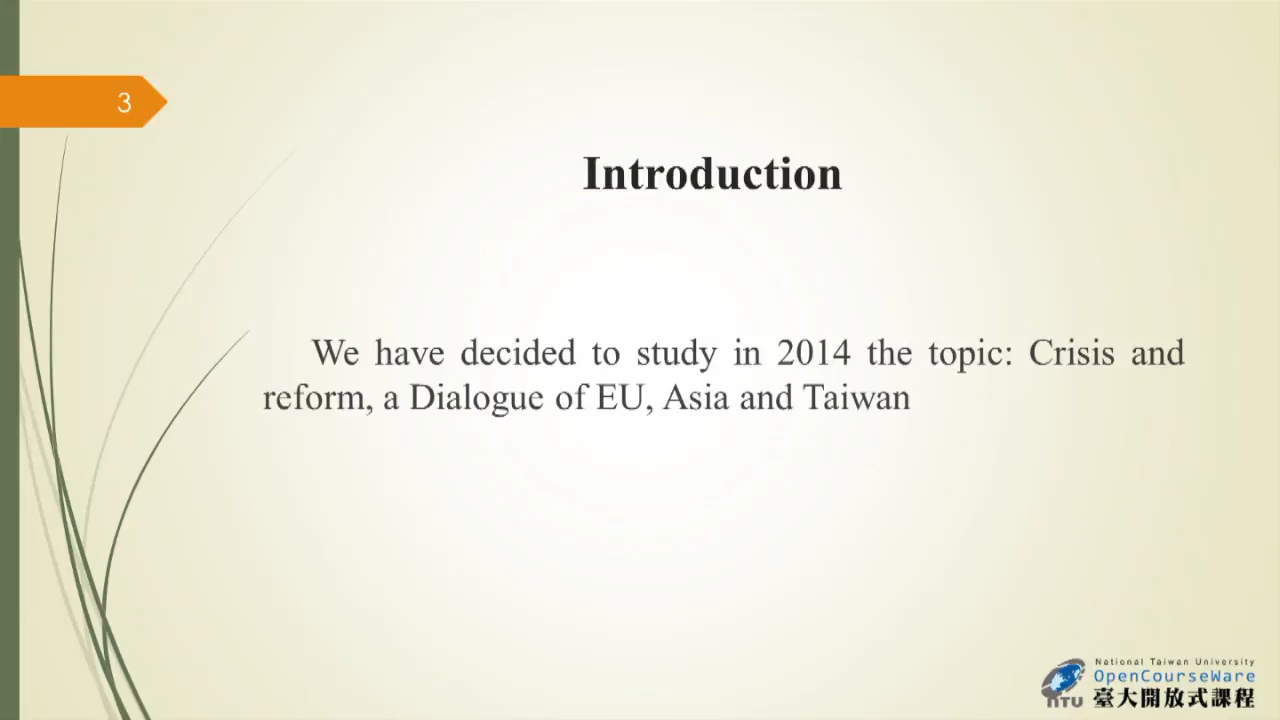 3
Introduction
We have decided to study in 2014 the topic: Crisis and
reform, a Dialogue of EU, Asia and Taiwan
National Taiwan University
OpenCourseWare
NTU
臺大開放式課程